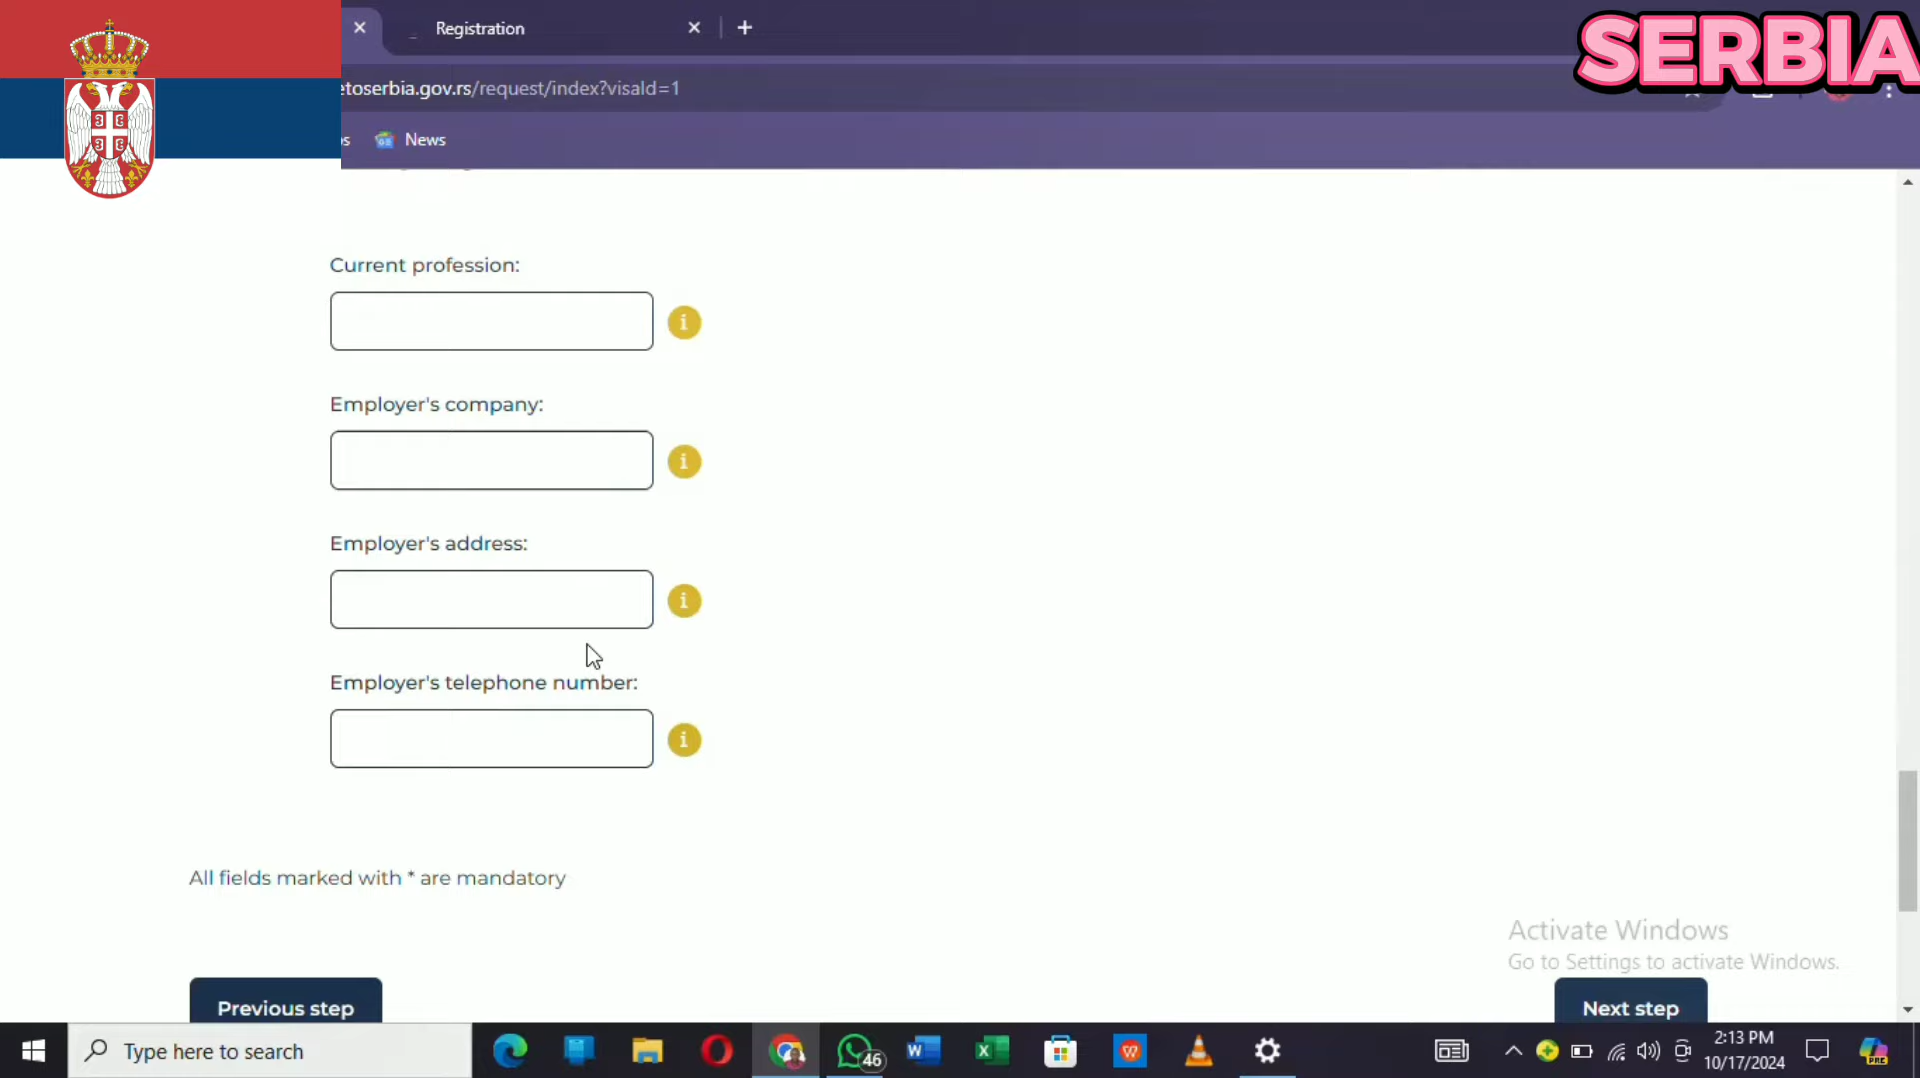 SERBIA
Registration
etoserbia.gov.rs/request/index?visaId=1
News
Current profession:
Employer's company:
Employer's address:
Employer's telephone number:
All fields marked with * are mandatory
Activate Windows
Go to Settings to activate Windows.
Previous step
Next step
Type here to search
46
2:13 PM
10/17/2024